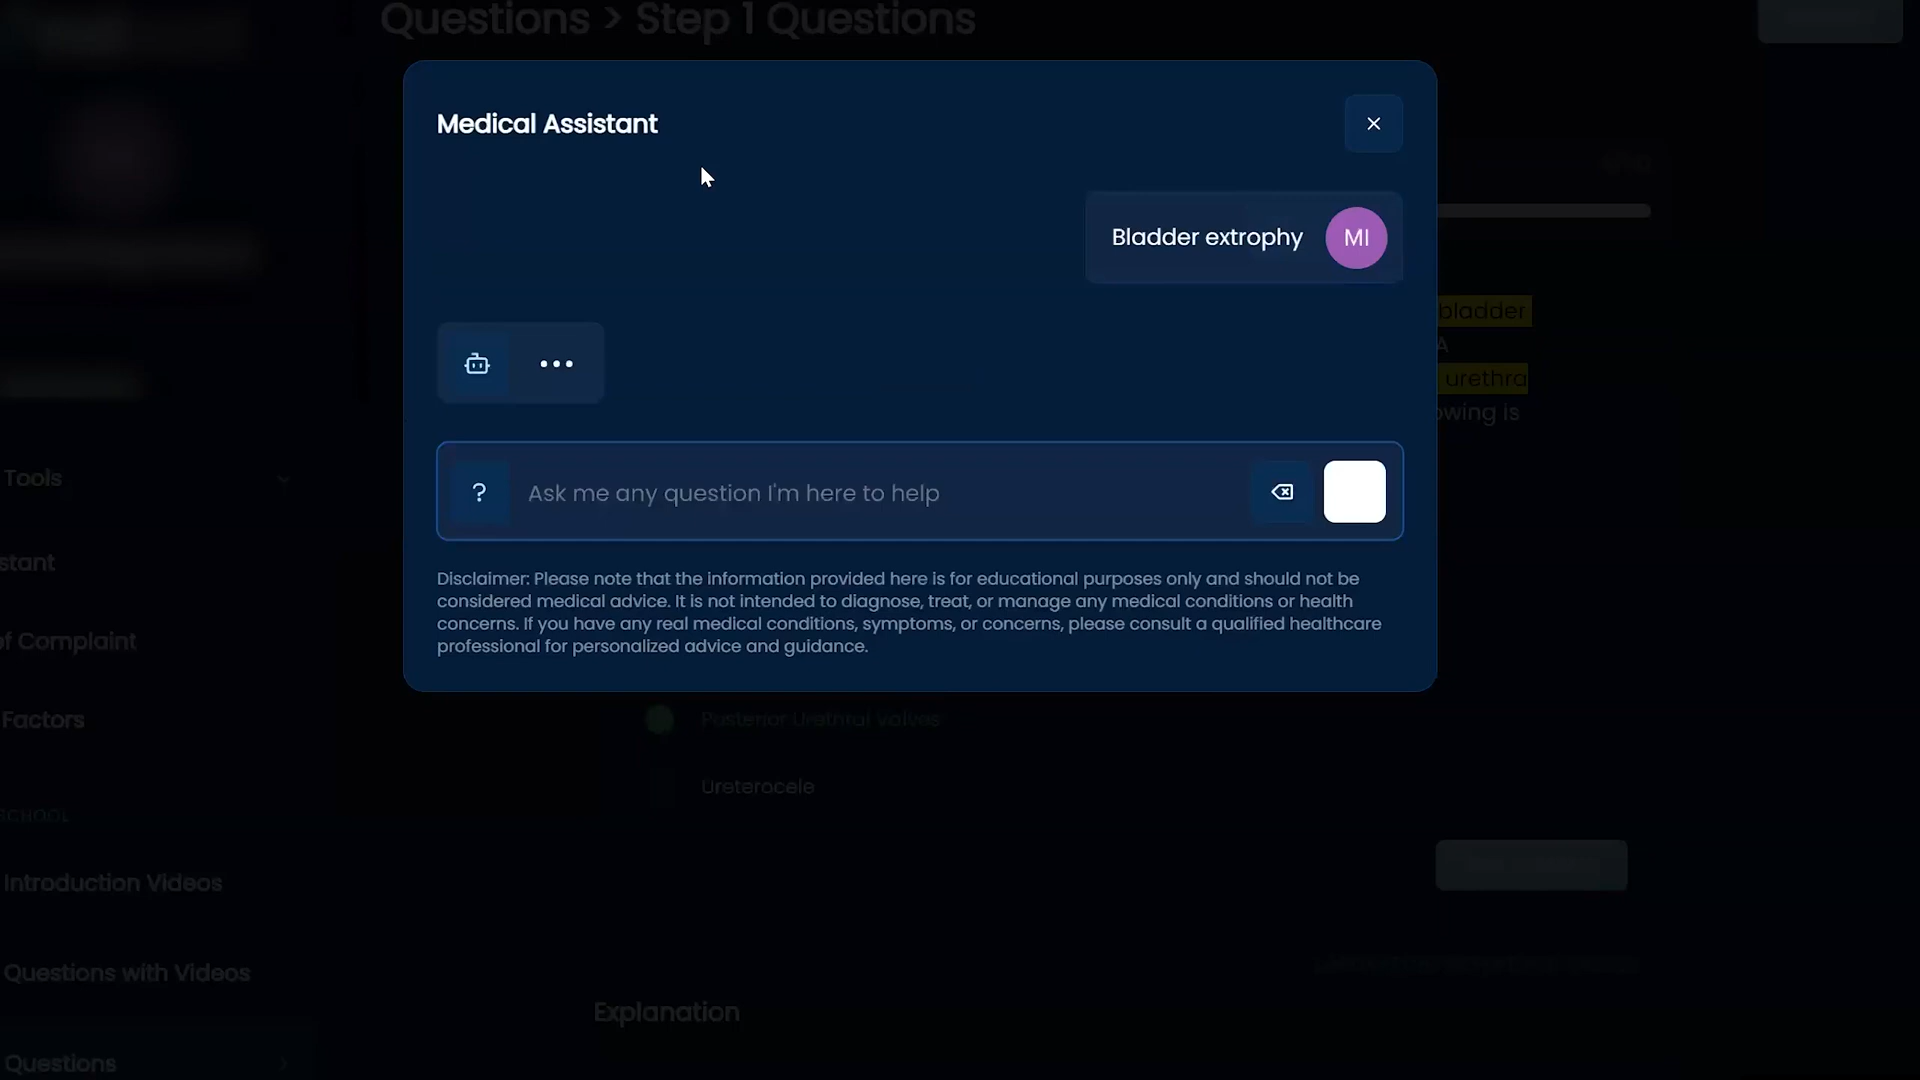 Questions > Step 1 Questions
Medical Assistant
Bladder extrophy
MI
bladder
A
urethra
owing is
?
Ask me any question I'm here to help
Disclaimer: Please note that the information provided here is for educational purposes only and should not be
considered medical advice. It is not intended to diagnose, treat, or manage any medical conditions or health
concerns. If you have any real medical conditions, symptoms, or concerns, please consult a qualified healthcare
professional for personalized advice and guidance.
Tools
stant
of Complaint
Factors
SCHOOL
Introduction Videos
Questions with Videos
Questions
Posterior Urethral Valves
Ureterocele
Explanation